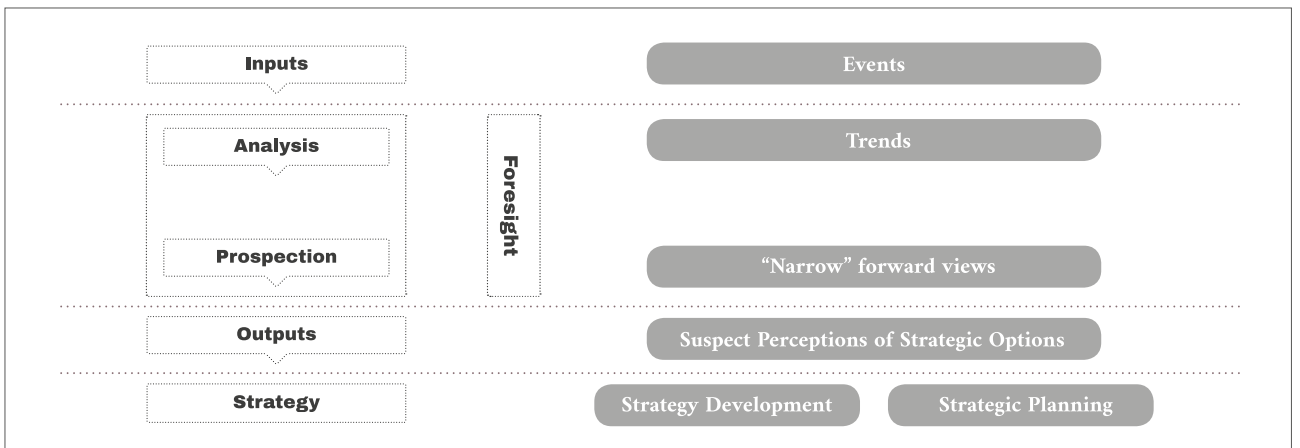 Inputs
Events
Analysis
Trends
Foresight
Prospection
“Narrow” forward views
Outputs
Suspect Perceptions of Strategic Options
Strategy
Strategy Development
Strategic Planning